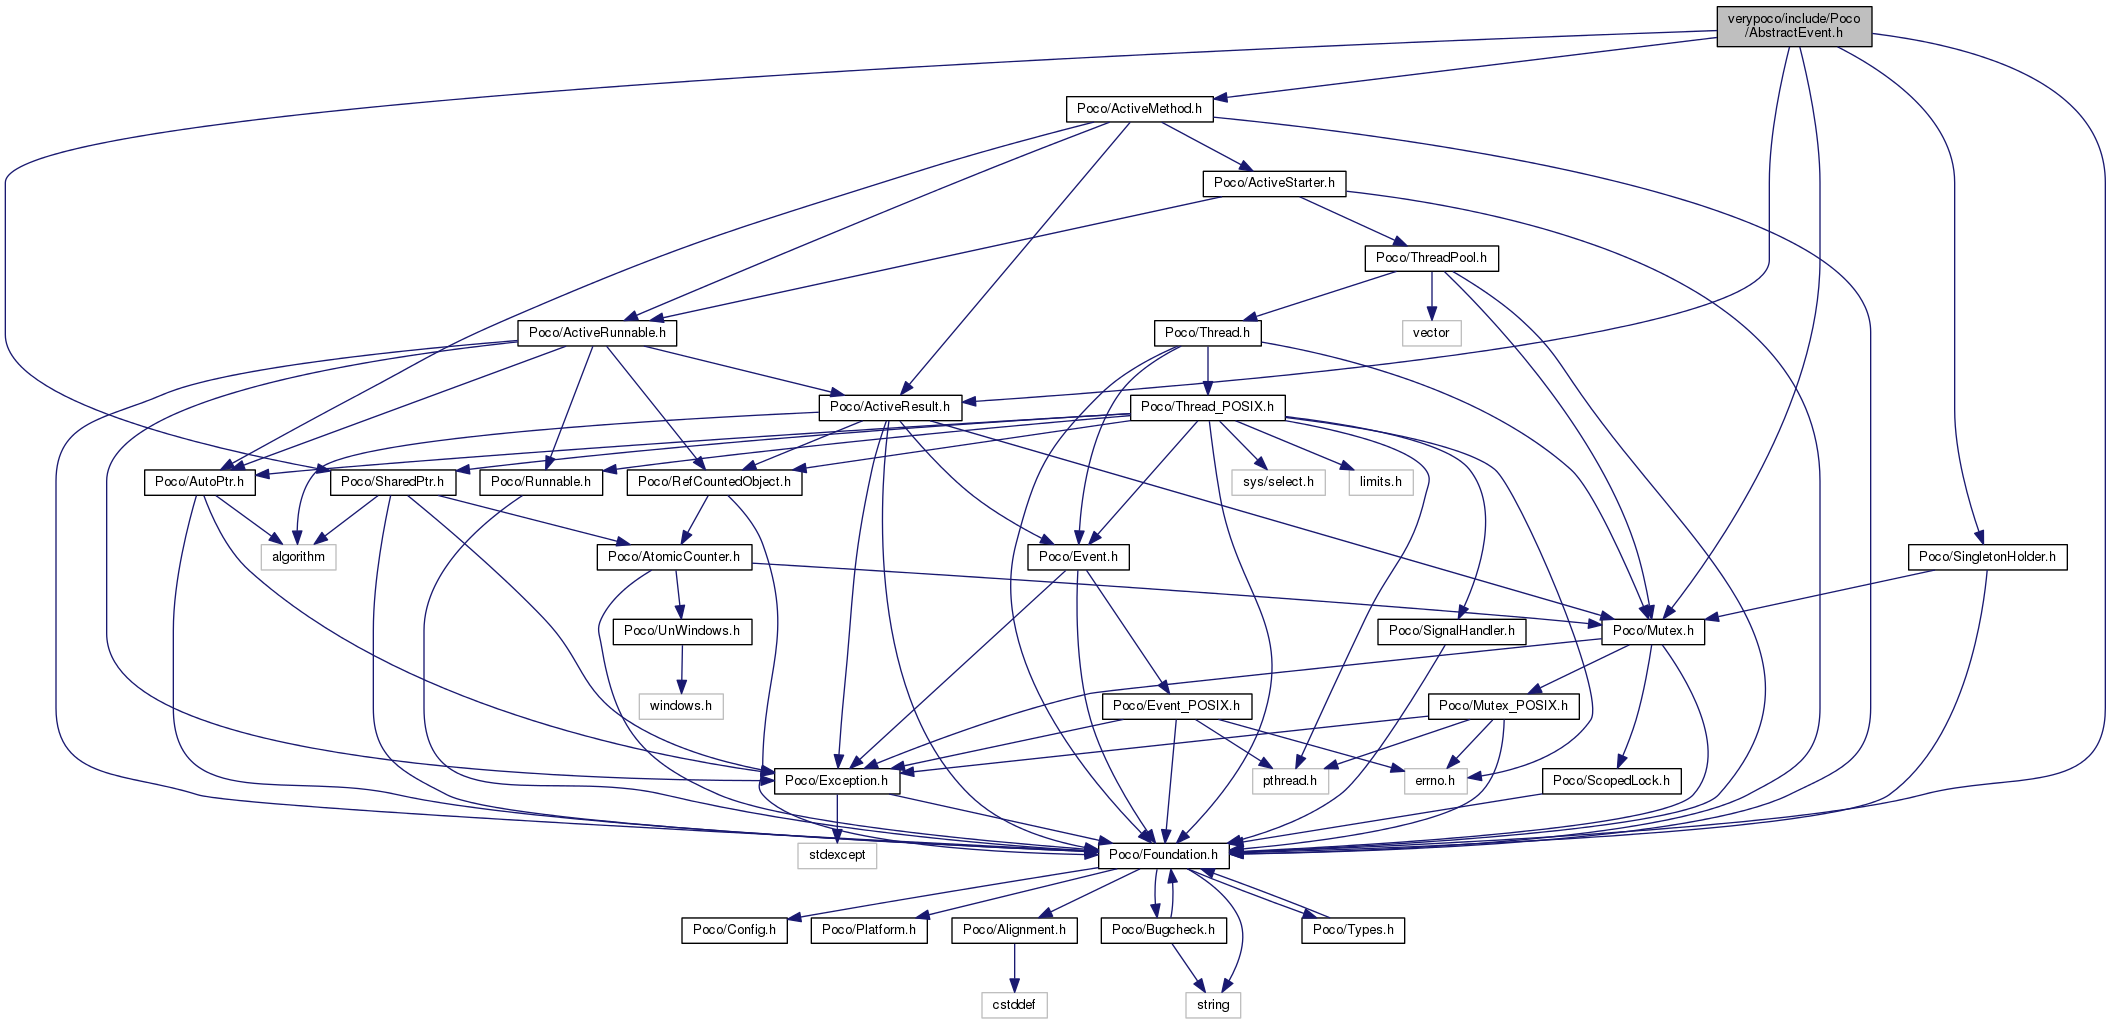 verypoco/include/Poco
/AbstractEvent.h
Poco/ActiveMethod.h
Poco/ActiveStarter.h
Poco/ThreadPool.h
Poco/ActiveRunnable.h
Poco/Thread.h
vector
Poco/ActiveResult.h
Poco/Thread_POSIX.h
Poco/AutoPtr.h
Poco/SharedPtr.h
Poco/Runnable.h
Poco/RefCountedObject.h
sys/select.h
limits.h
algorithm
Poco/AtomicCounter.h
Poco/Event.h
Poco/SingletonHolder.h
Poco/UnWindows.h
Poco/SignalHandler.h
Poco/Mutex.h
windows.h
Poco/Event_POSIX.h
Poco/Mutex_POSIX.h
Poco/Exception.h
pthread.h
errno.h
Poco/ScopedLock.h
stdexcept
Poco/Foundation.h
Poco/Config.h
Poco/Platform.h
Poco/Alignment.h
Poco/Bugcheck.h
Poco/Types.h
cstddef
string